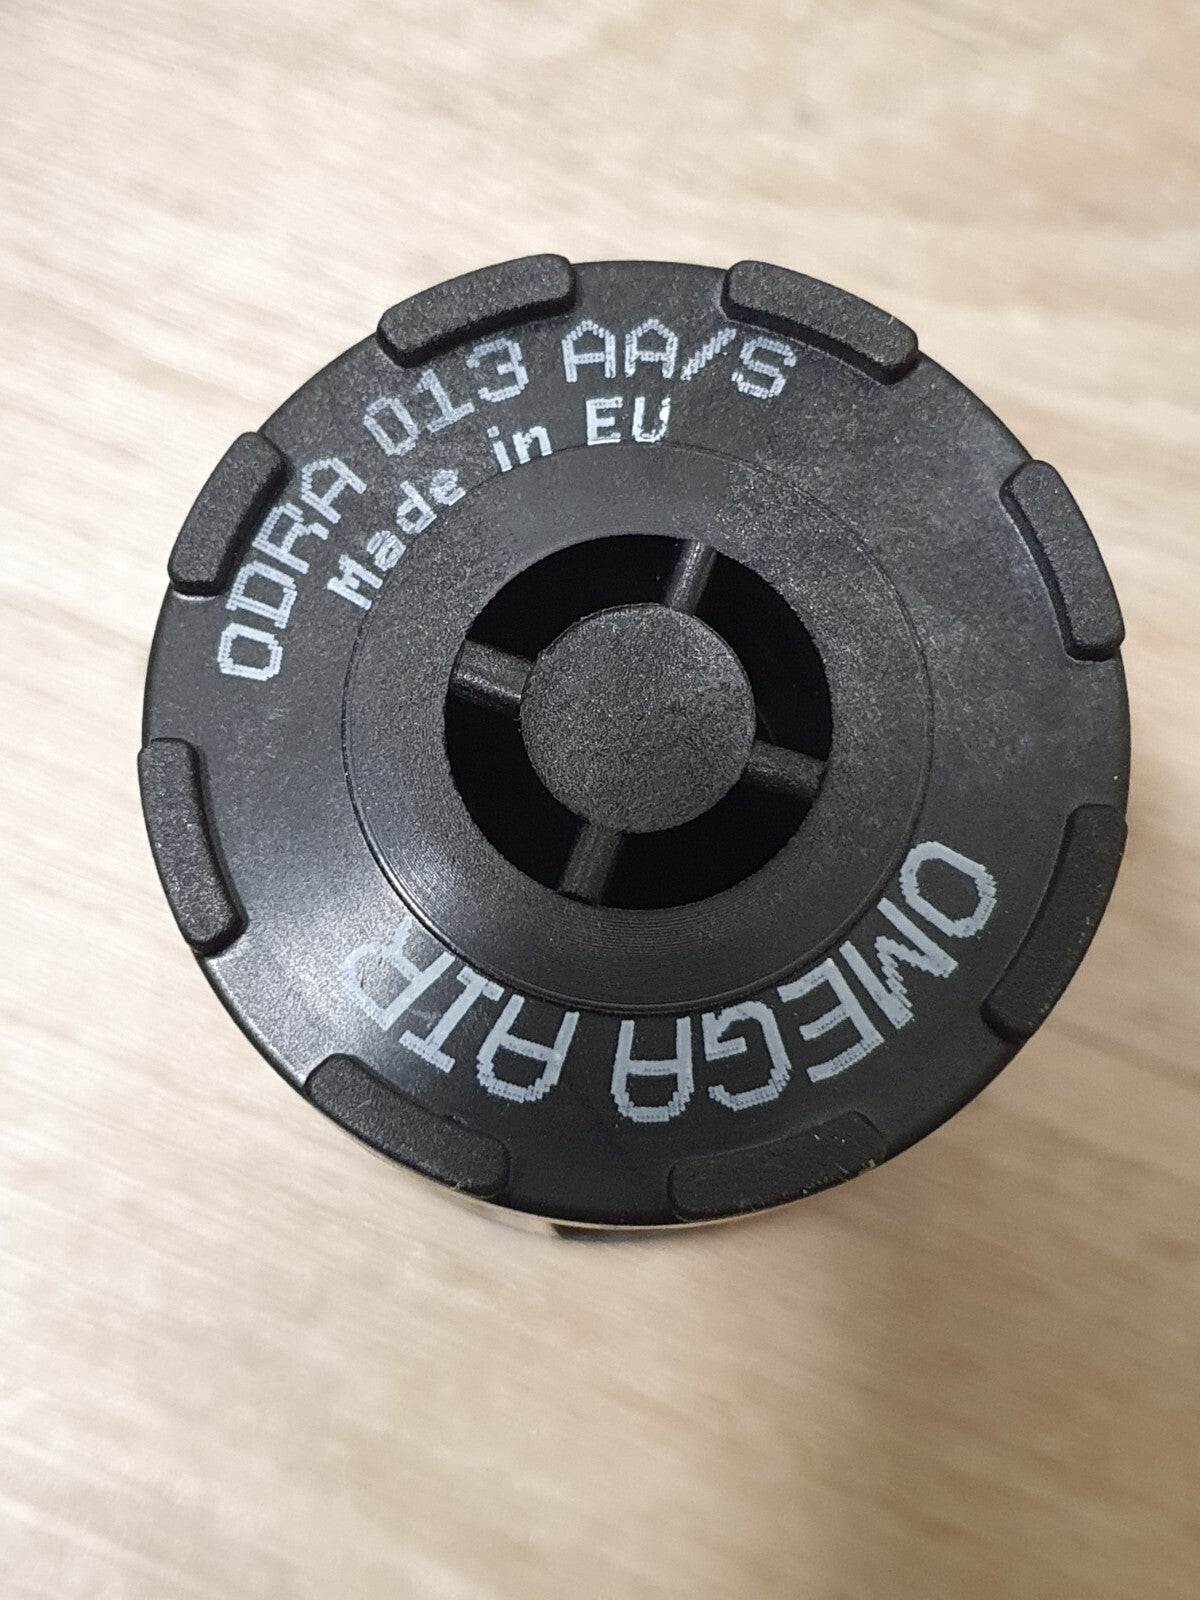 ODRA 013 AA/S
Made in EU
OMEGA AIR